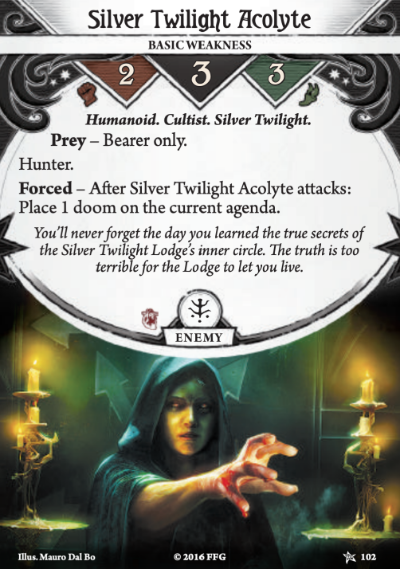 Silver Twilight Acolyte
BASIC WEAKNESS
2 3 3
Humanoid. Cultist. Silver Twilight.
Prey – Bearer only.
Hunter.
Forced – After Silver Twilight Acolyte attacks:
Place 1 doom on the current agenda.
You'll never forget the day you learned the true secrets of
the Silver Twilight Lodge's inner circle. The truth is too
terrible for the Lodge to let you live.
ENEMY
Illus. Mauro Dal Bo © 2016 FFG 102